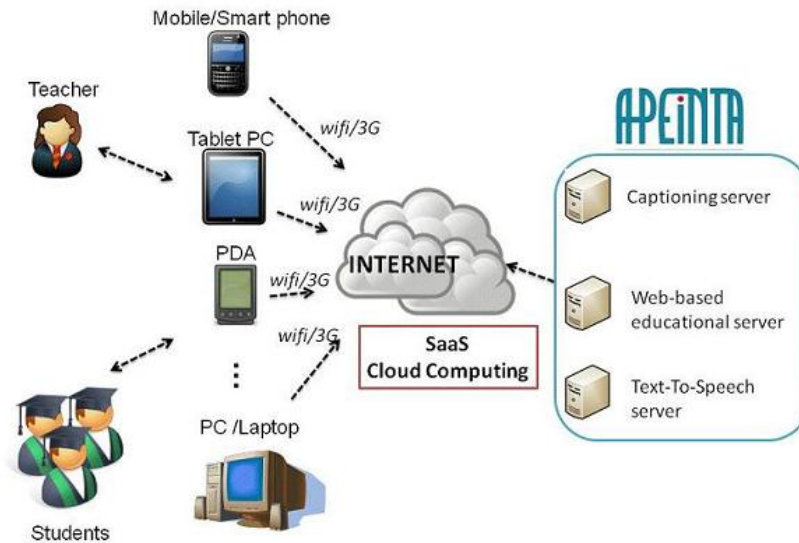 Mobile/Smart phone
Teacher
wifi/3G
Tablet PC
wifi/3G
PDA
wifi/3G
wifi/3G
PC /Laptop
Students
INTERNET
SaaS
Cloud Computing
APEiNTA
Captioning server
Web-based
educational server
Text-To-Speech
server